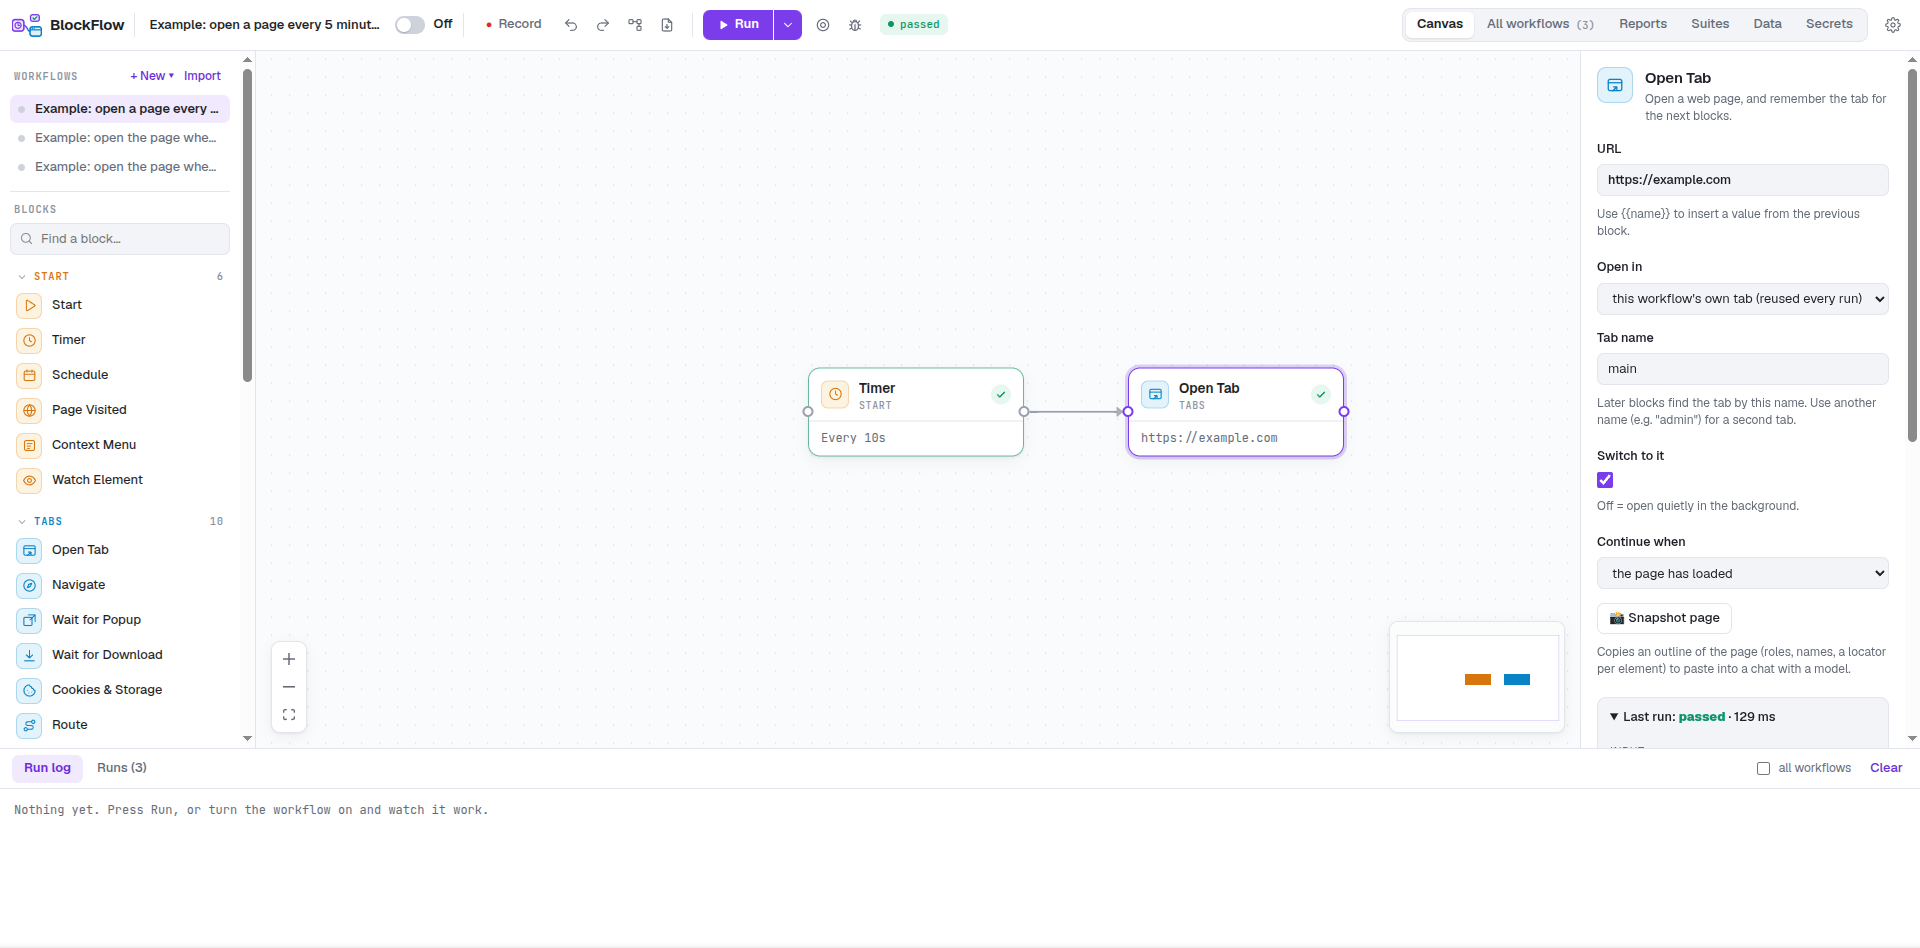 BlockFlow
Example: open a page every 5 minut...
Off
Record
Run
passed
Canvas
All workflows (3)
Reports
Suites
Data
Secrets
WORKFLOWS
+ New
Import
Example: open a page every ...
Example: open the page whe...
Example: open the page whe...
BLOCKS
Find a block...
START
6
Start
Timer
Schedule
Page Visited
Context Menu
Watch Element
TABS
10
Open Tab
Navigate
Wait for Popup
Wait for Download
Cookies & Storage
Route
Timer
START
Every 10s
Open Tab
TABS
https://example.com
Open Tab
Open a web page, and remember the tab for
the next blocks.
URL
https://example.com
Use {{name}} to insert a value from the previous
block.
Open in
this workflow's own tab (reused every run)
Tab name
main
Later blocks find the tab by this name. Use another
name (e.g. "admin") for a second tab.
Switch to it
Off = open quietly in the background.
Continue when
the page has loaded
Snapshot page
Copies an outline of the page (roles, names, a locator
per element) to paste into a chat with a model.
Last run: passed · 129 ms
Run log
Runs (3)
all workflows
Clear
Nothing yet. Press Run, or turn the workflow on and watch it work.